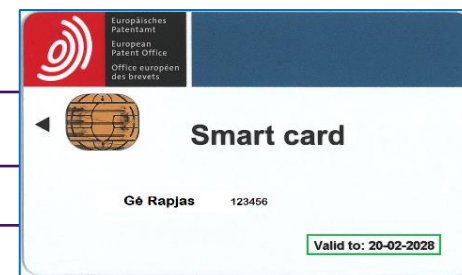 Europäisches
Patentamt
European
Patent Office
Office européen
des brevets
Smart card
Gé Rapjas 123456
Valid to: 20-02-2028